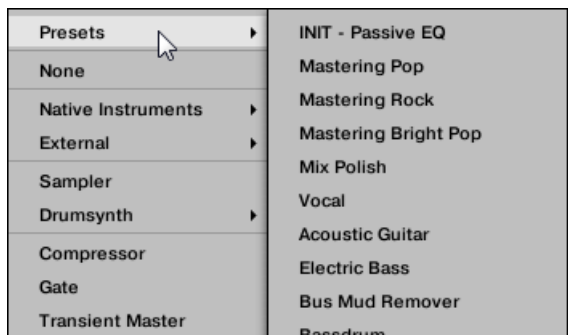 Presets
None
Native Instruments
External
Sampler
Drumsynth
Compressor
Gate
Transient Master
INIT - Passive EQ
Mastering Pop
Mastering Rock
Mastering Bright Pop
Mix Polish
Vocal
Acoustic Guitar
Electric Bass
Bus Mud Remover
Bassdrum